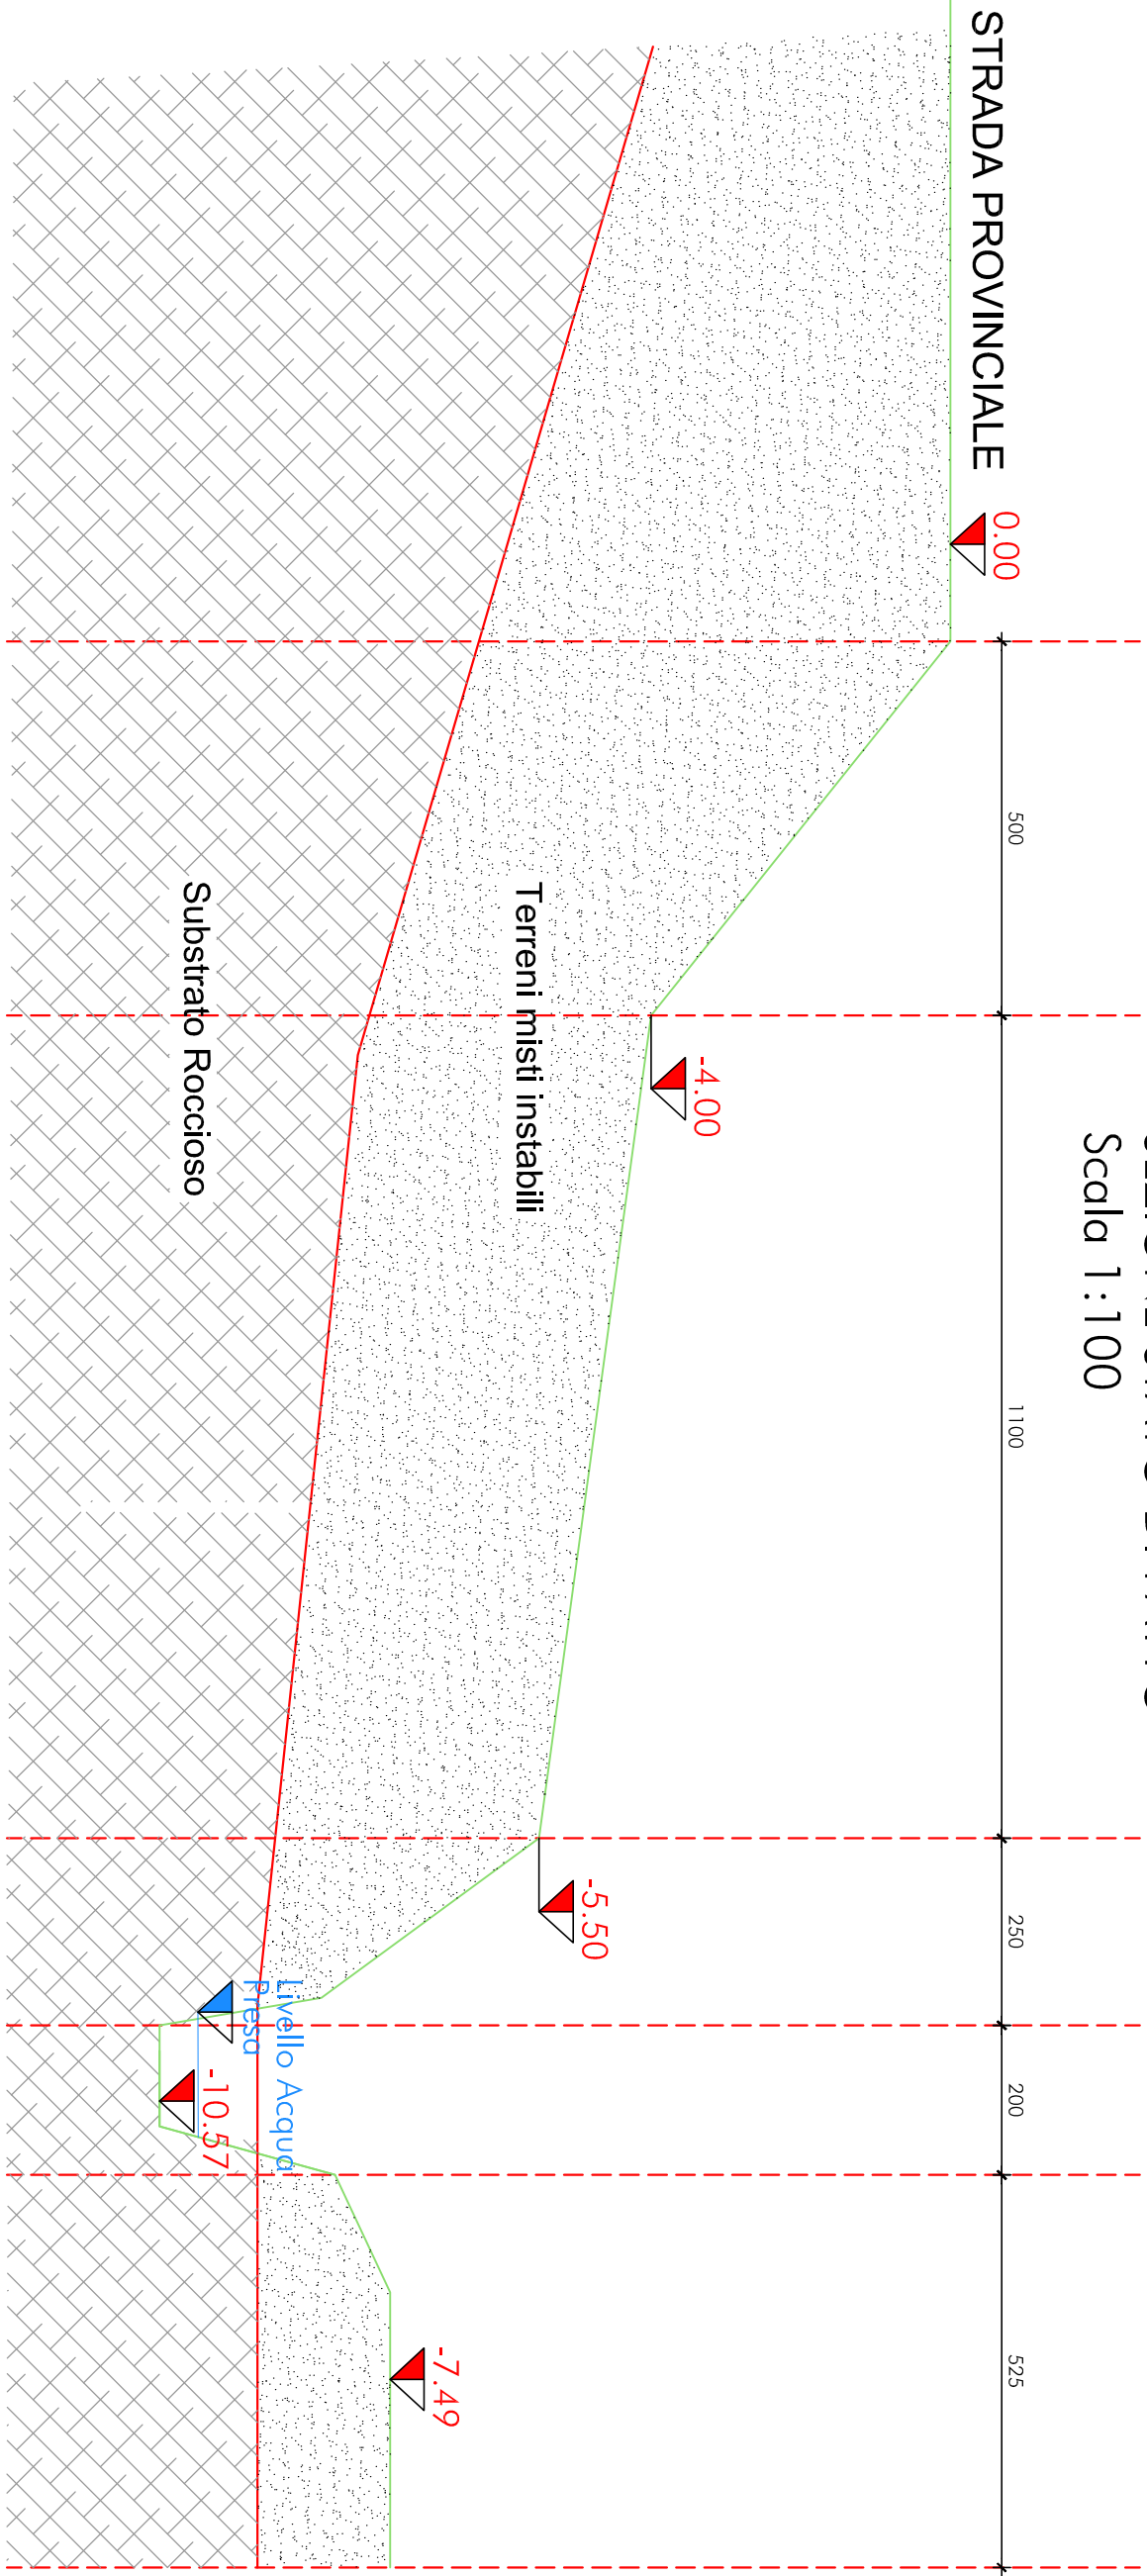 Scala 1:100
STRADA PROVINCIALE
0.00
500
1100
250
200
525
-4.00
-5.50
-7.49
Terreni misti instabili
Livello Acqua
Presa
-10.57
Substrato Roccioso